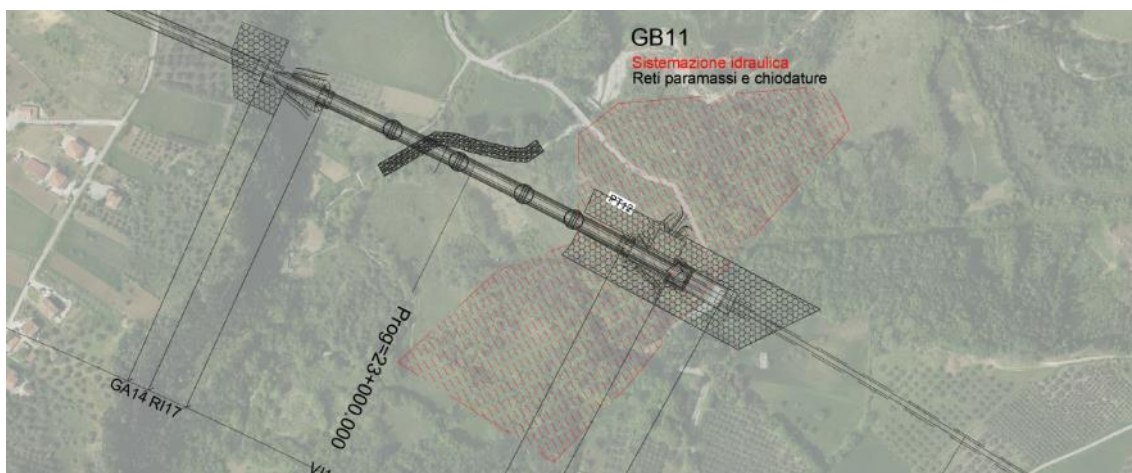 GB11
Sistemazione idraulica
Reti paramassi e chiodature
PT12
Prog=23+000.000
GA14 RI17